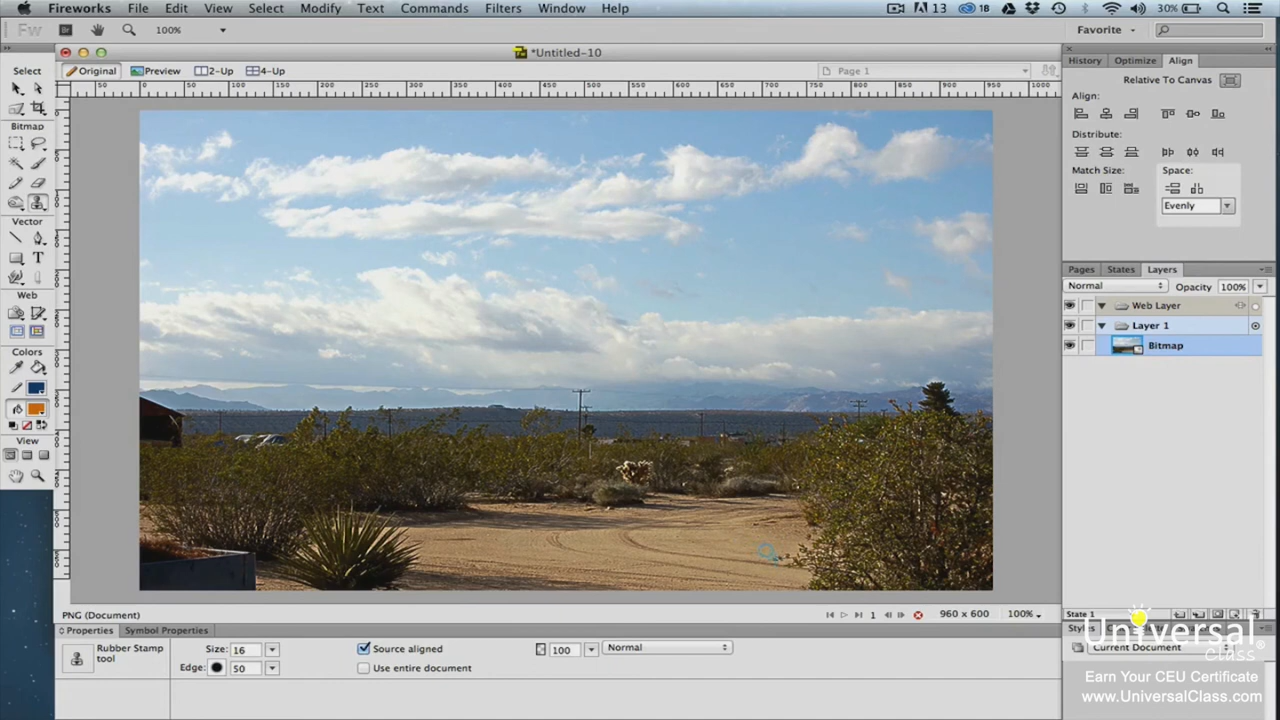 Fireworks File Edit View Select Modify Text Commands Filters Window Help 13 18 30%
Fw Br 100% Favorite
*Untitled-10
Select
Original Preview 2-Up 4-Up Page 1
History Optimize Align
Relative To Canvas
Align:
Bitmap
Distribute:
Match Size: Space:
Evenly
Vector
T
Pages States Layers
Normal Opacity 100%
Web
Web Layer
Layer 1
Bitmap
Colors
View
PNG (Document) 1 960 x 600 100%
State 1
Properties Symbol Properties
Styles
Rubber Stamp
tool
Size: 16
Edge: 50
Source aligned
Use entire document
100 Normal
Current Document
Universal
Class ®
Earn Your CEU Certificate
www.UniversalClass.com